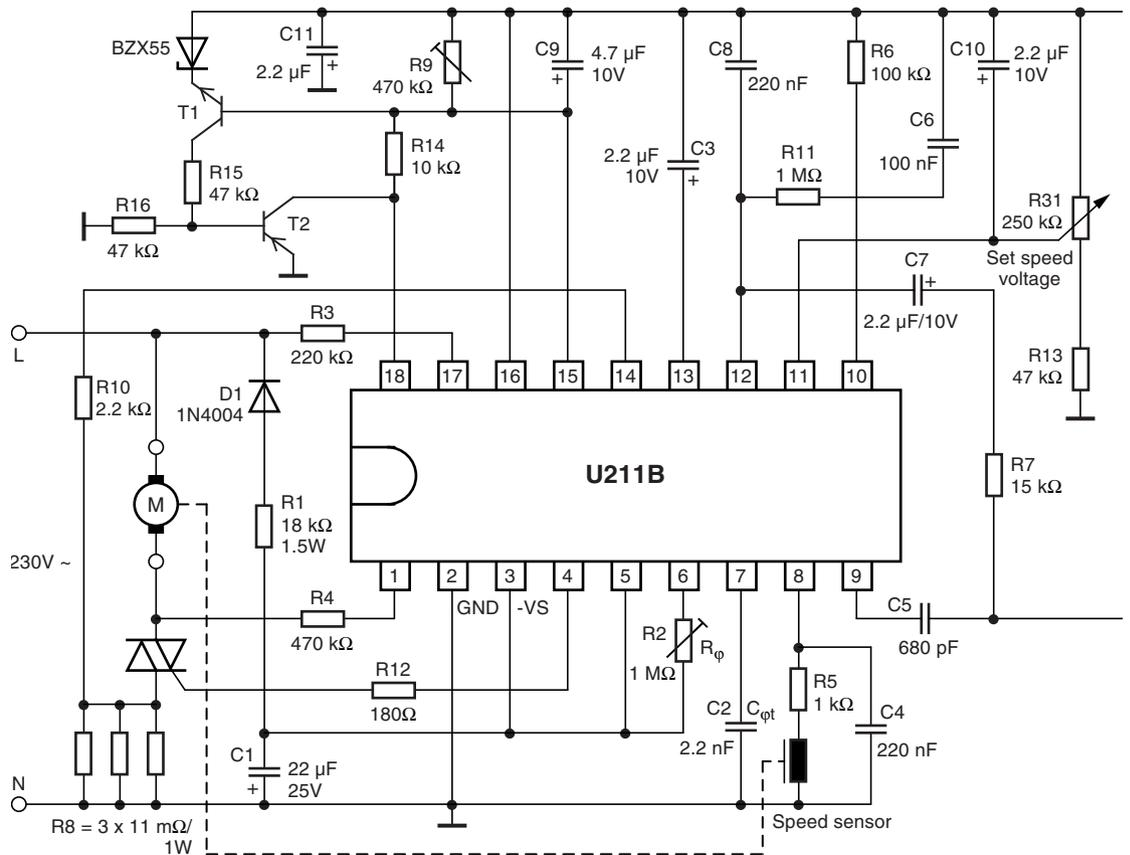 BZX55
C11
2.2 µF
+
R9
470 kΩ
C9
+
4.7 µF
10V
C8
220 nF
R6
100 kΩ
C10
+
2.2 µF
10V
T1
R14
10 kΩ
C6
100 nF
2.2 µF
10V
C3
+
R11
1 MΩ
R15
47 kΩ
R16
47 kΩ
T2
R31
250 kΩ
Set speed
voltage
C7
+
2.2 µF/10V
L
R3
220 kΩ
R13
47 kΩ
R10
2.2 kΩ
D1
1N4004
18 17 16 15 14 13 12 11 10
U211B
M
R1
18 kΩ
1.5W
R7
15 kΩ
230V ~
1 2 3 4 5 6 7 8 9
GND
-VS
R4
470 kΩ
C5
680 pF
R2
1 MΩ
Rφ
R12
180Ω
R5
1 kΩ
C2
Cφt
2.2 nF
C4
220 nF
C1
+
22 µF
25V
N
R8 = 3 x 11 mΩ/
1W
Speed sensor